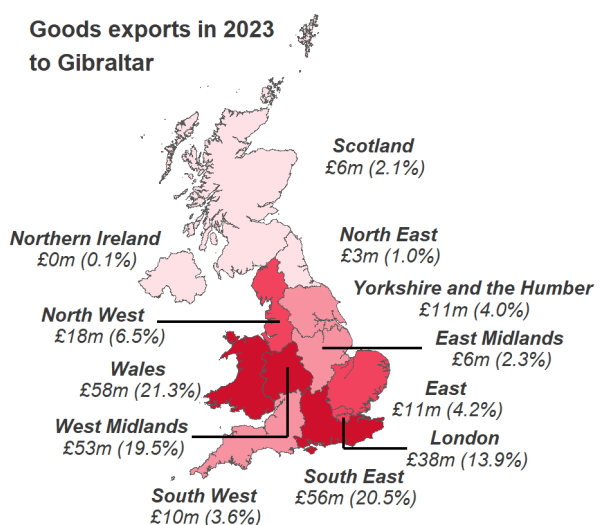 Goods exports in 2023
to Gibraltar
Scotland
£6m (2.1%)
Northern Ireland
£0m (0.1%)
North East
£3m (1.0%)
Yorkshire and the Humber
£11m (4.0%)
North West
£18m (6.5%)
East Midlands
£6m (2.3%)
Wales
£58m (21.3%)
East
£11m (4.2%)
West Midlands
£53m (19.5%)
London
£38m (13.9%)
South East
£56m (20.5%)
South West
£10m (3.6%)